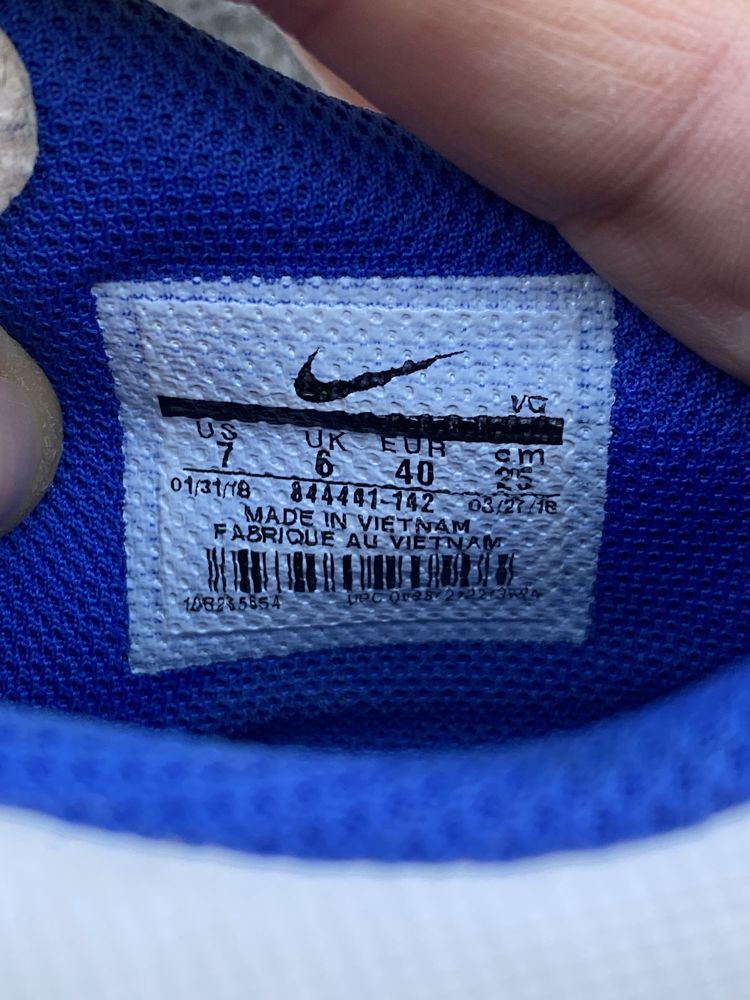 VG
US UK EUR cm
7 6 40 25
01/31/18 844441-142 03/27/18
MADE IN VIETNAM
FABRIQUE AU VIETNAM
UPC